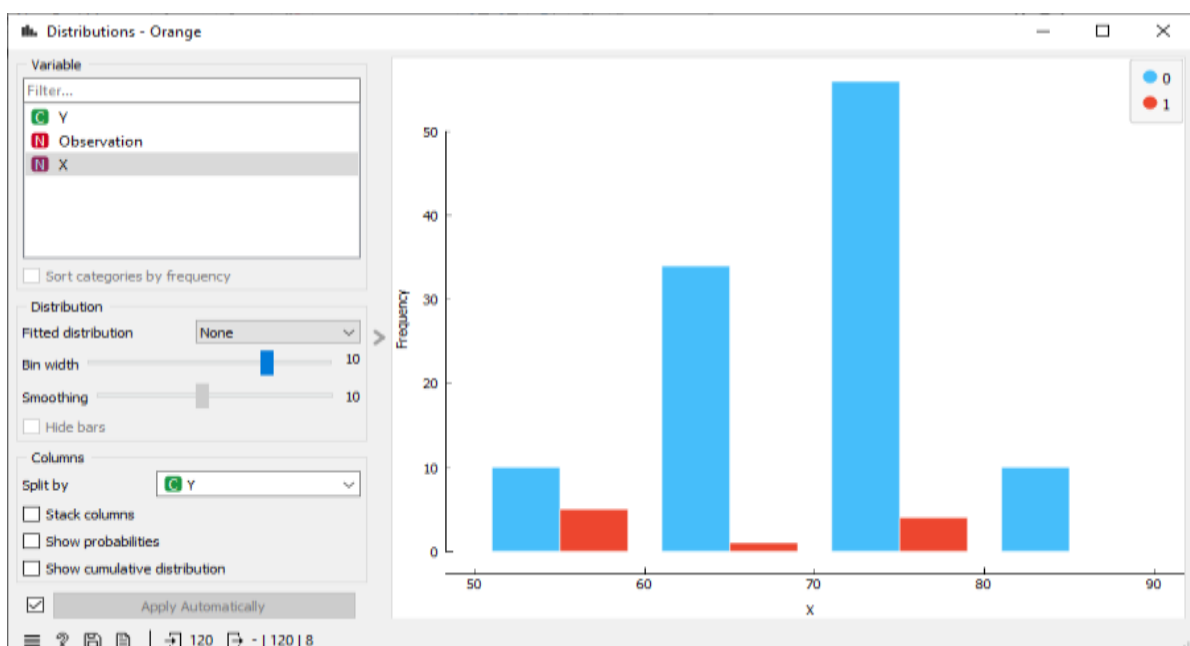 Distributions - Orange
Variable
Filter...
C Y
N Observation
N X
Sort categories by frequency
Distribution
Fitted distribution None
Bin width 10
Smoothing 10
Hide bars
Columns
Split by C Y
Stack columns
Show probabilities
Show cumulative distribution
Apply Automatically
120 - | 120 | 8
0
1
Frequency
50
40
30
20
10
0
50 60 70 80 90
X